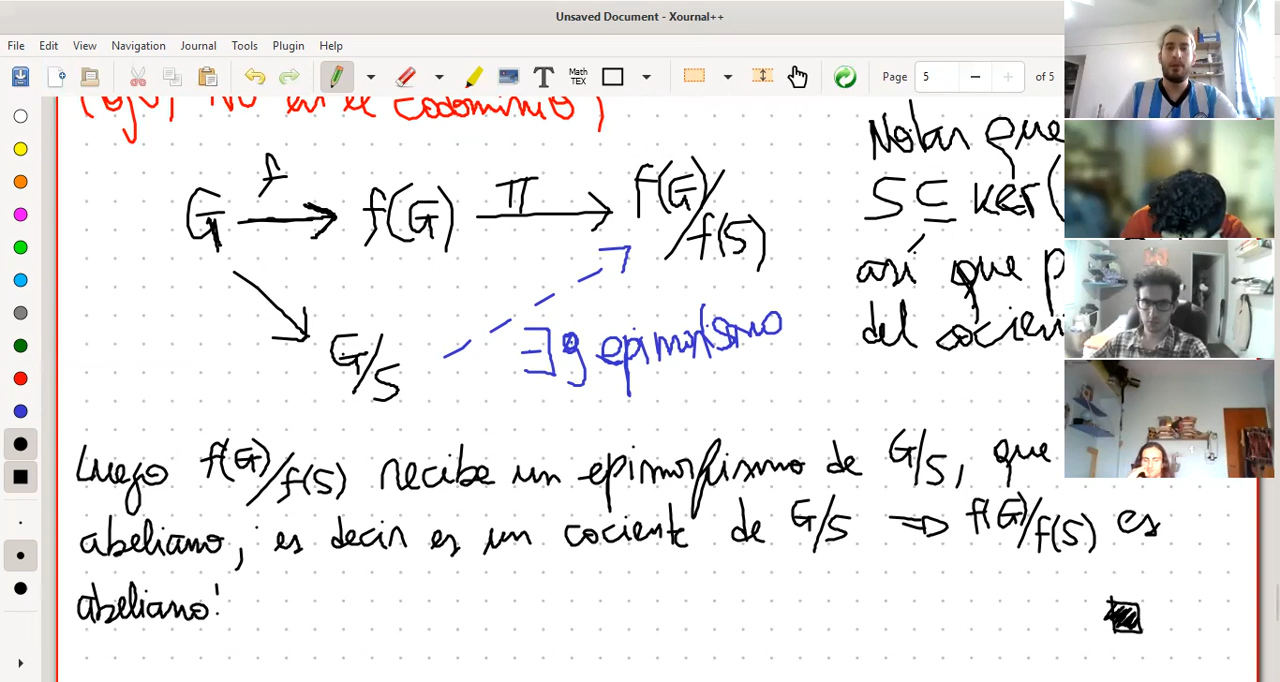 Unsaved Document - Xournal++
File Edit View Navigation Journal Tools Plugin Help
Math TEX T Page 5 of 5
(ojo, NO en el codominio)
G f f(G) π f(G)/f(S)
G/S ∃ g epimorfismo
Notar que
S ⊆ Ker(
así que p
del cocien
Luego f(G)/f(S) recibe un epimorfismo de G/S, que
abeliano, es decir es un cociente de G/S ⟹ f(G)/f(S) es
abeliano!